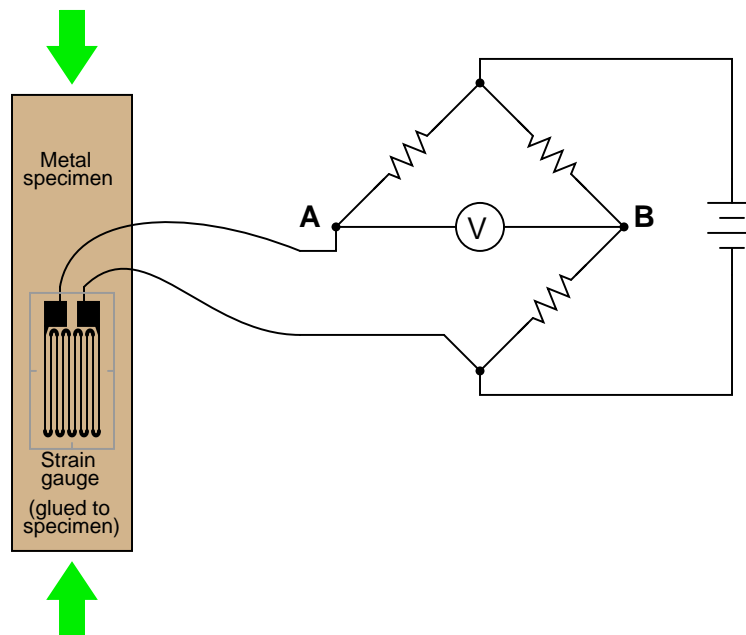 Metal
specimen
A
V
B
Strain
gauge
(glued to
specimen)